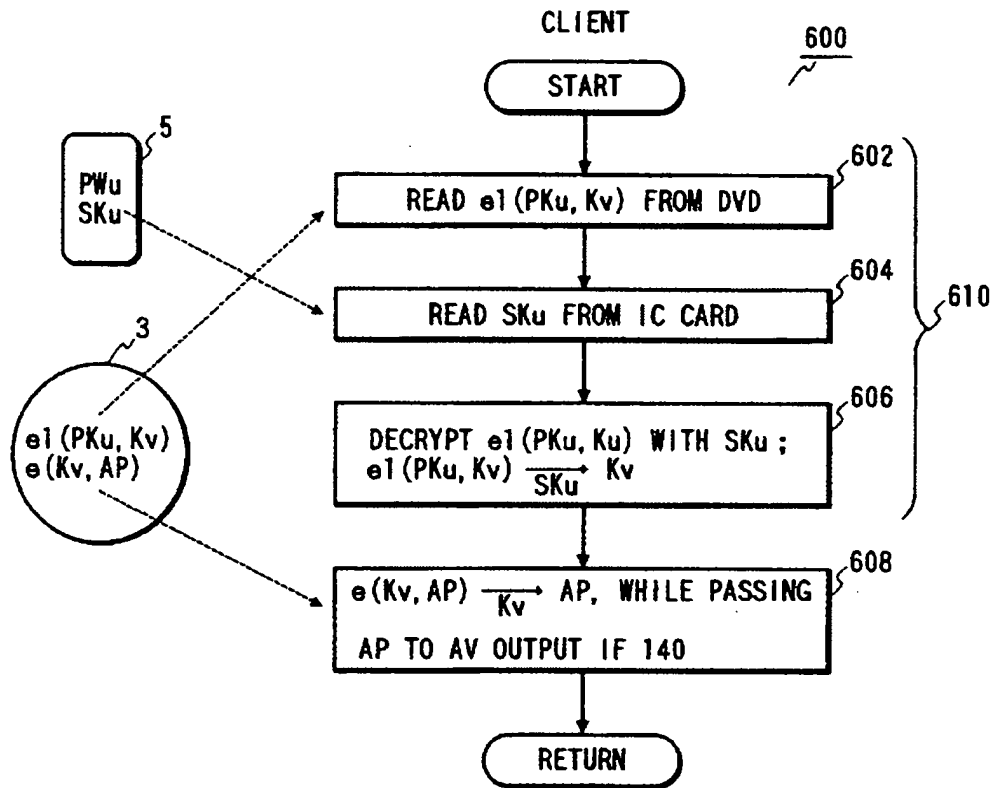 CLIENT
600
START
5
PWu
SKu
602
READ e1(PKu, Kv) FROM DVD
604
READ SKu FROM IC CARD
610
3
e1(PKu, Kv)
e(Kv, AP)
606
DECRYPT e1(PKu, Ku) WITH SKu ;
e1(PKu, Kv) → Kv
SKu
608
e(Kv, AP) → AP, WHILE PASSING
Kv
AP TO AV OUTPUT IF 140
RETURN